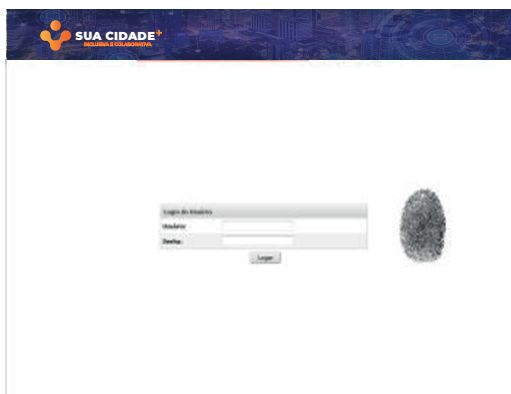 SUA CIDADE+
INCLUSIVA E COLABORATIVA
Login do Usuário
Usuário:
Senha:
Logar